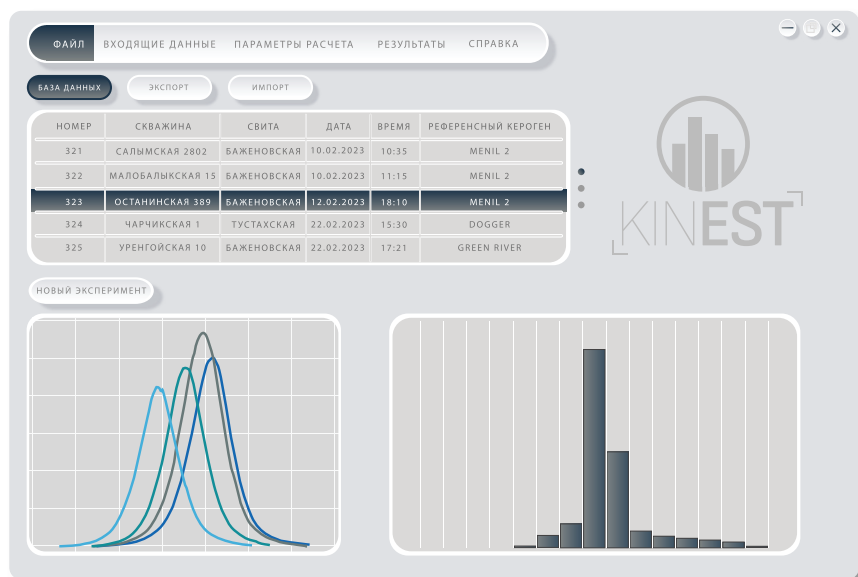 ФАЙЛ ВХОДЯЩИЕ ДАННЫЕ ПАРАМЕТРЫ РАСЧЕТА РЕЗУЛЬТАТЫ СПРАВКА
БАЗА ДАННЫХ ЭКСПОРТ ИМПОРТ
НОМЕР СКВАЖИНА СВИТА ДАТА ВРЕМЯ РЕФЕРЕНСНЫЙ КЕРОГЕН
321 САЛЫМСКАЯ 2802 БАЖЕНОВСКАЯ 10.02.2023 10:35 MENIL 2
322 МАЛОБАЛЫКСКАЯ 15 БАЖЕНОВСКАЯ 10.02.2023 11:15 MENIL 2
323 ОСТАНИНСКАЯ 389 БАЖЕНОВСКАЯ 12.02.2023 18:10 MENIL 2
324 ЧАРЧИКСКАЯ 1 ТУСТАХСКАЯ 22.02.2023 15:30 DOGGER
325 УРЕНГОЙСКАЯ 10 БАЖЕНОВСКАЯ 22.02.2023 17:21 GREEN RIVER
KINEST
НОВЫЙ ЭКСПЕРИМЕНТ